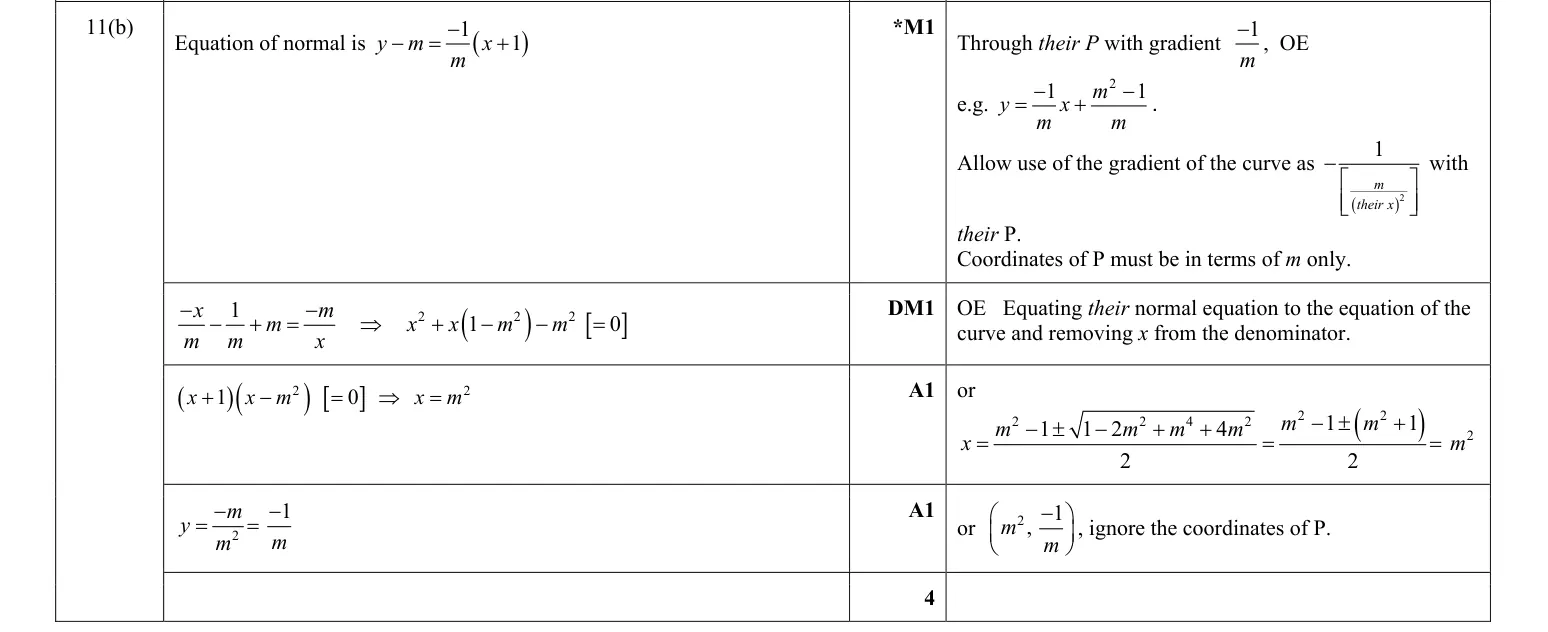 11(b)
Equation of normal is y − m = −1/m (x + 1)
*M1
Through their P with gradient −1/m, OE
e.g. y = −1/m x + (m² − 1)/m .
Allow use of the gradient of the curve as − 1/[m/(their x)²] with
their P.
Coordinates of P must be in terms of m only.
−x/m − 1/m + m = −m/x ⇒ x² + x(1 − m²) − m² [= 0]
DM1
OE Equating their normal equation to the equation of the
curve and removing x from the denominator.
(x + 1)(x − m²) [= 0] ⇒ x = m²
A1
or
x = (m² − 1 ± √(1 − 2m² + m⁴ + 4m²))/2 = (m² − 1 ± (m² + 1))/2 = m²
y = −m/m² = −1/m
A1
or (m², −1/m), ignore the coordinates of P.
4